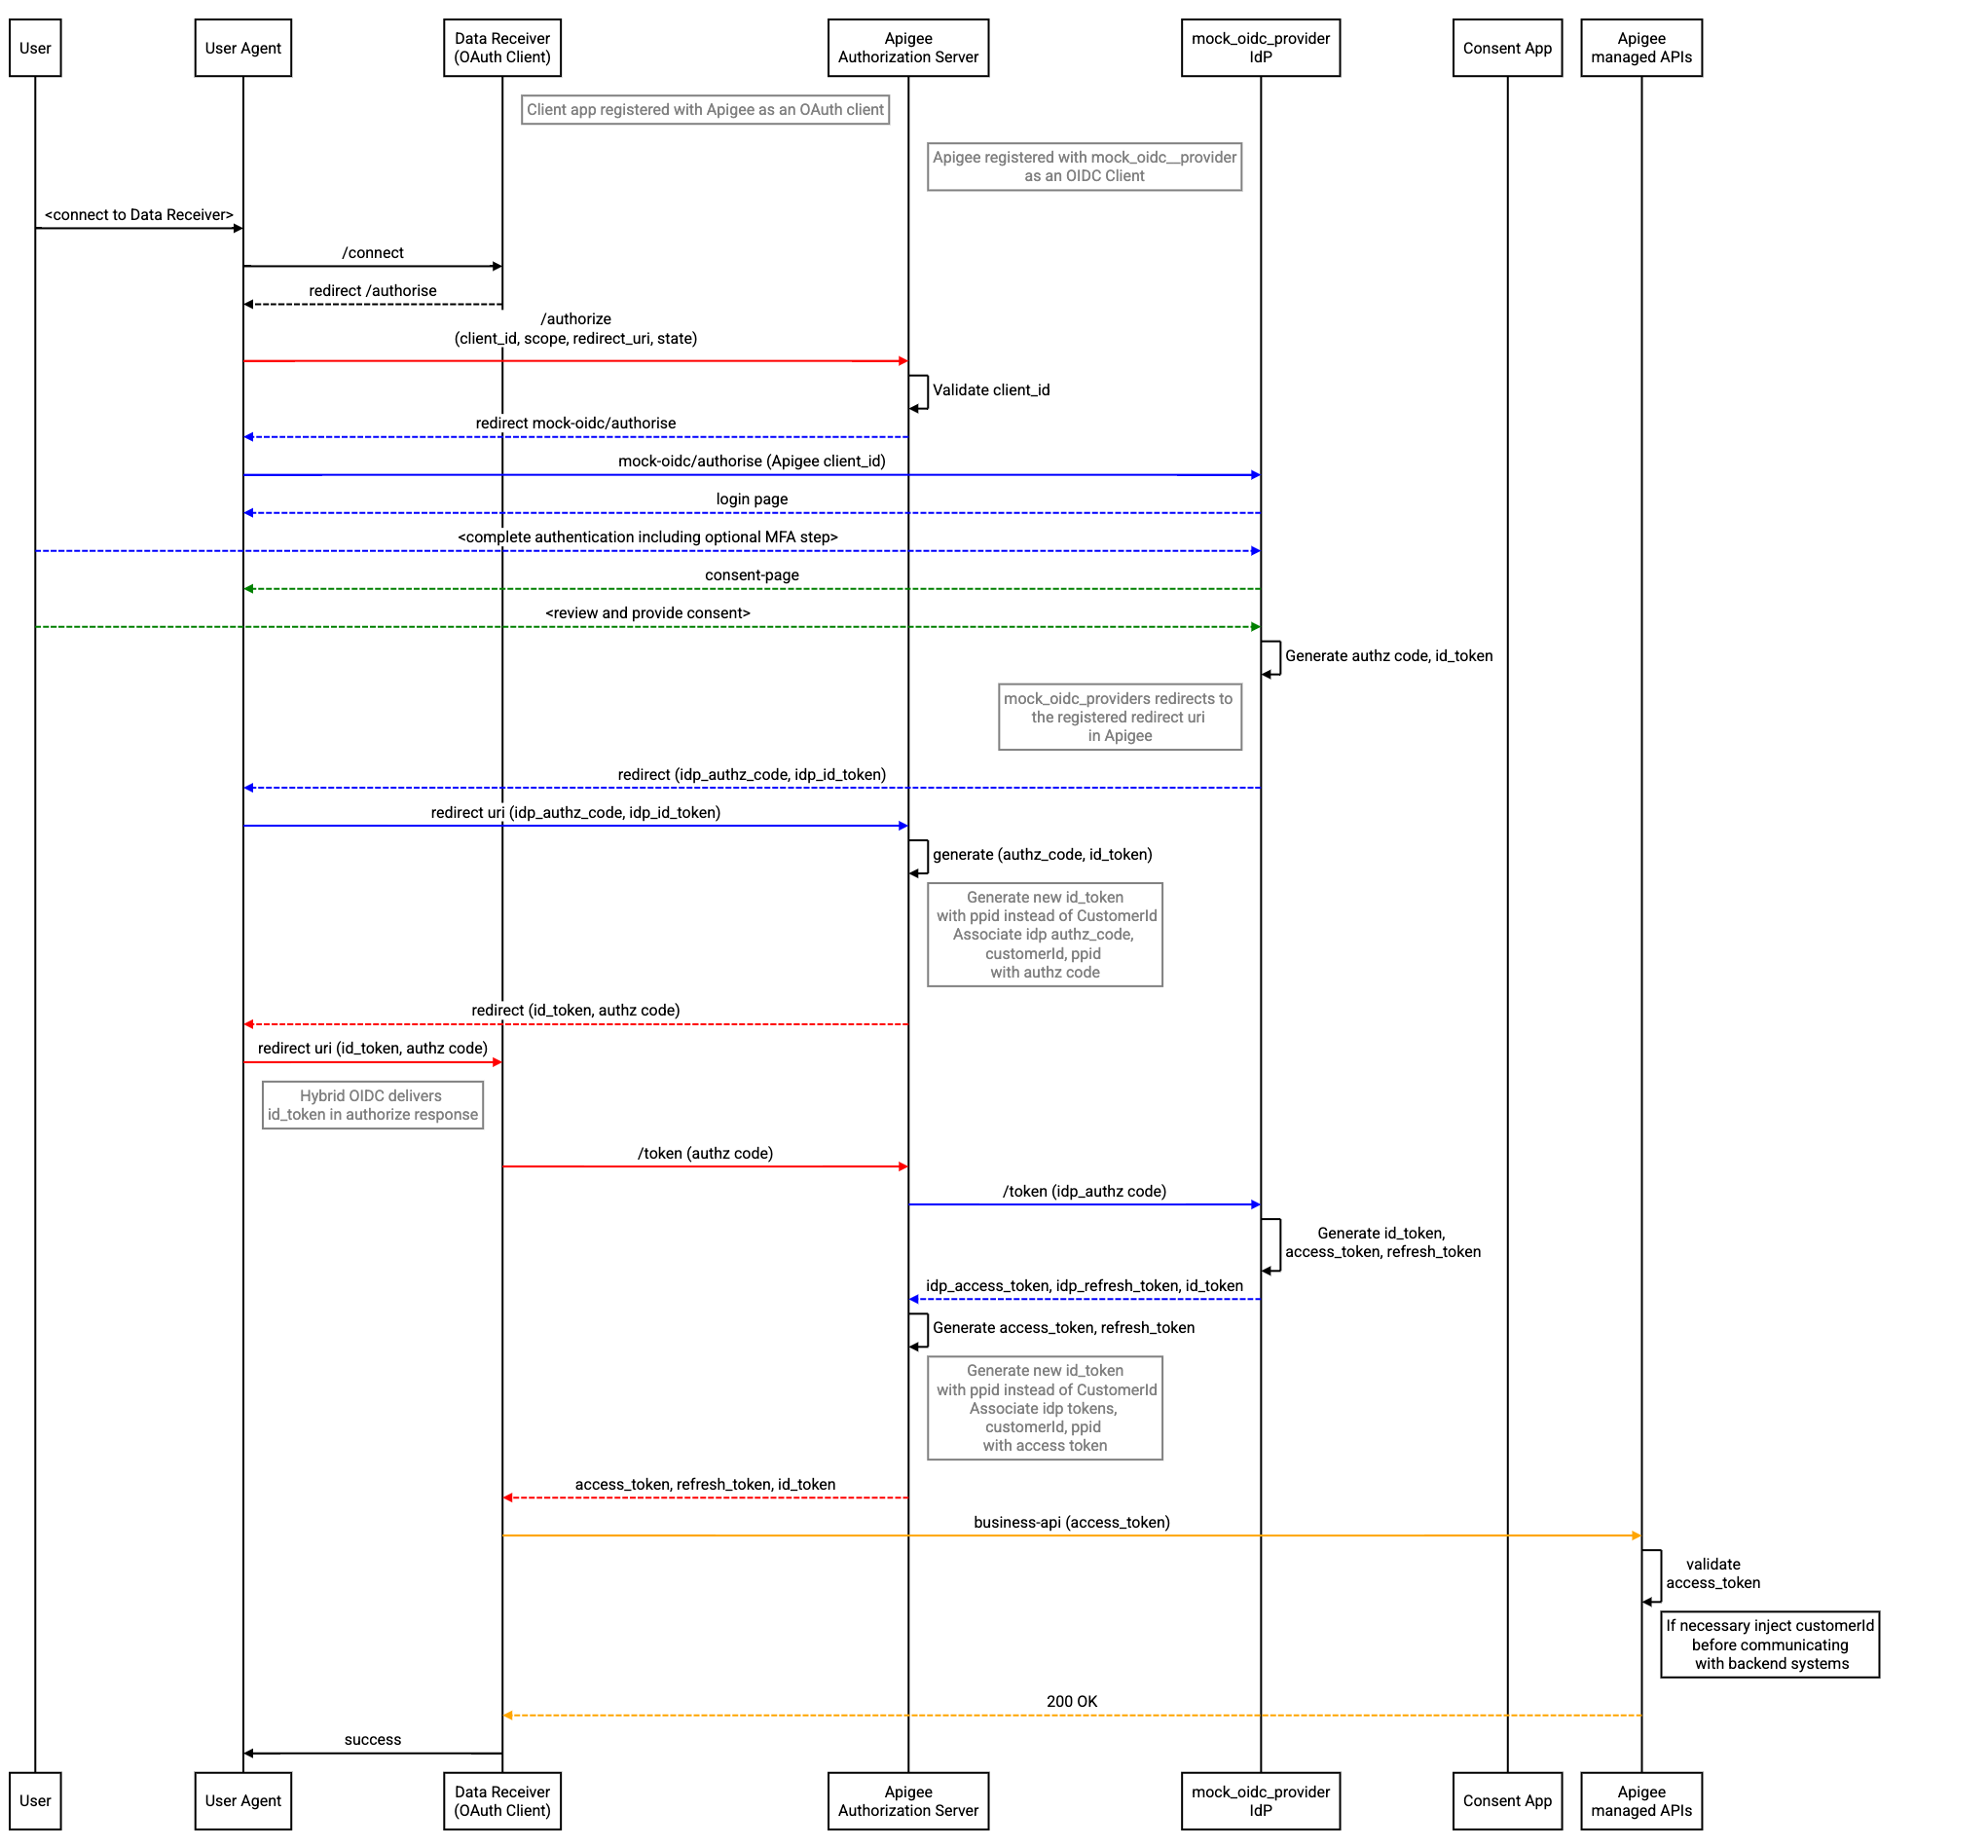 User
User Agent
Data Receiver
(OAuth Client)
Apigee
Authorization Server
mock_oidc_provider
IdP
Consent App
Apigee
managed APIs
Client app registered with Apigee as an OAuth client
Apigee registered with mock_oidc__provider
as an OIDC Client
<connect to Data Receiver>
/connect
redirect /authorise
/authorize
(client_id, scope, redirect_uri, state)
Validate client_id
redirect mock-oidc/authorise
mock-oidc/authorise (Apigee client_id)
login page
<complete authentication including optional MFA step>
consent-page
<review and provide consent>
Generate authz code, id_token
mock_oidc_providers redirects to
the registered redirect uri
in Apigee
redirect (idp_authz_code, idp_id_token)
redirect uri (idp_authz_code, idp_id_token)
generate (authz_code, id_token)
Generate new id_token
with ppid instead of CustomerId
Associate idp authz_code,
customerId, ppid
with authz code
redirect (id_token, authz code)
redirect uri (id_token, authz code)
Hybrid OIDC delivers
id_token in authorize response
/token (authz code)
/token (idp_authz code)
Generate id_token,
access_token, refresh_token
idp_access_token, idp_refresh_token, id_token
Generate access_token, refresh_token
Generate new id_token
with ppid instead of CustomerId
Associate idp tokens,
customerId, ppid
with access token
access_token, refresh_token, id_token
business-api (access_token)
validate
access_token
If necessary inject customerId
before communicating
with backend systems
200 OK
success
User
User Agent
Data Receiver
(OAuth Client)
Apigee
Authorization Server
mock_oidc_provider
IdP
Consent App
Apigee
managed APIs